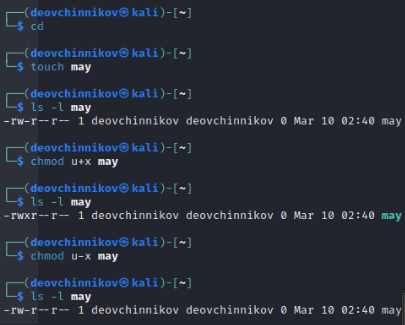 ┌──(deovchinnikov㉿kali)-[~]
└─$ cd
┌──(deovchinnikov㉿kali)-[~]
└─$ touch may
┌──(deovchinnikov㉿kali)-[~]
└─$ ls -l may
-rw-r--r-- 1 deovchinnikov deovchinnikov 0 Mar 10 02:40 may
┌──(deovchinnikov㉿kali)-[~]
└─$ chmod u+x may
┌──(deovchinnikov㉿kali)-[~]
└─$ ls -l may
-rwxr--r-- 1 deovchinnikov deovchinnikov 0 Mar 10 02:40 may
┌──(deovchinnikov㉿kali)-[~]
└─$ chmod u-x may
┌──(deovchinnikov㉿kali)-[~]
└─$ ls -l may
-rw-r--r-- 1 deovchinnikov deovchinnikov 0 Mar 10 02:40 may